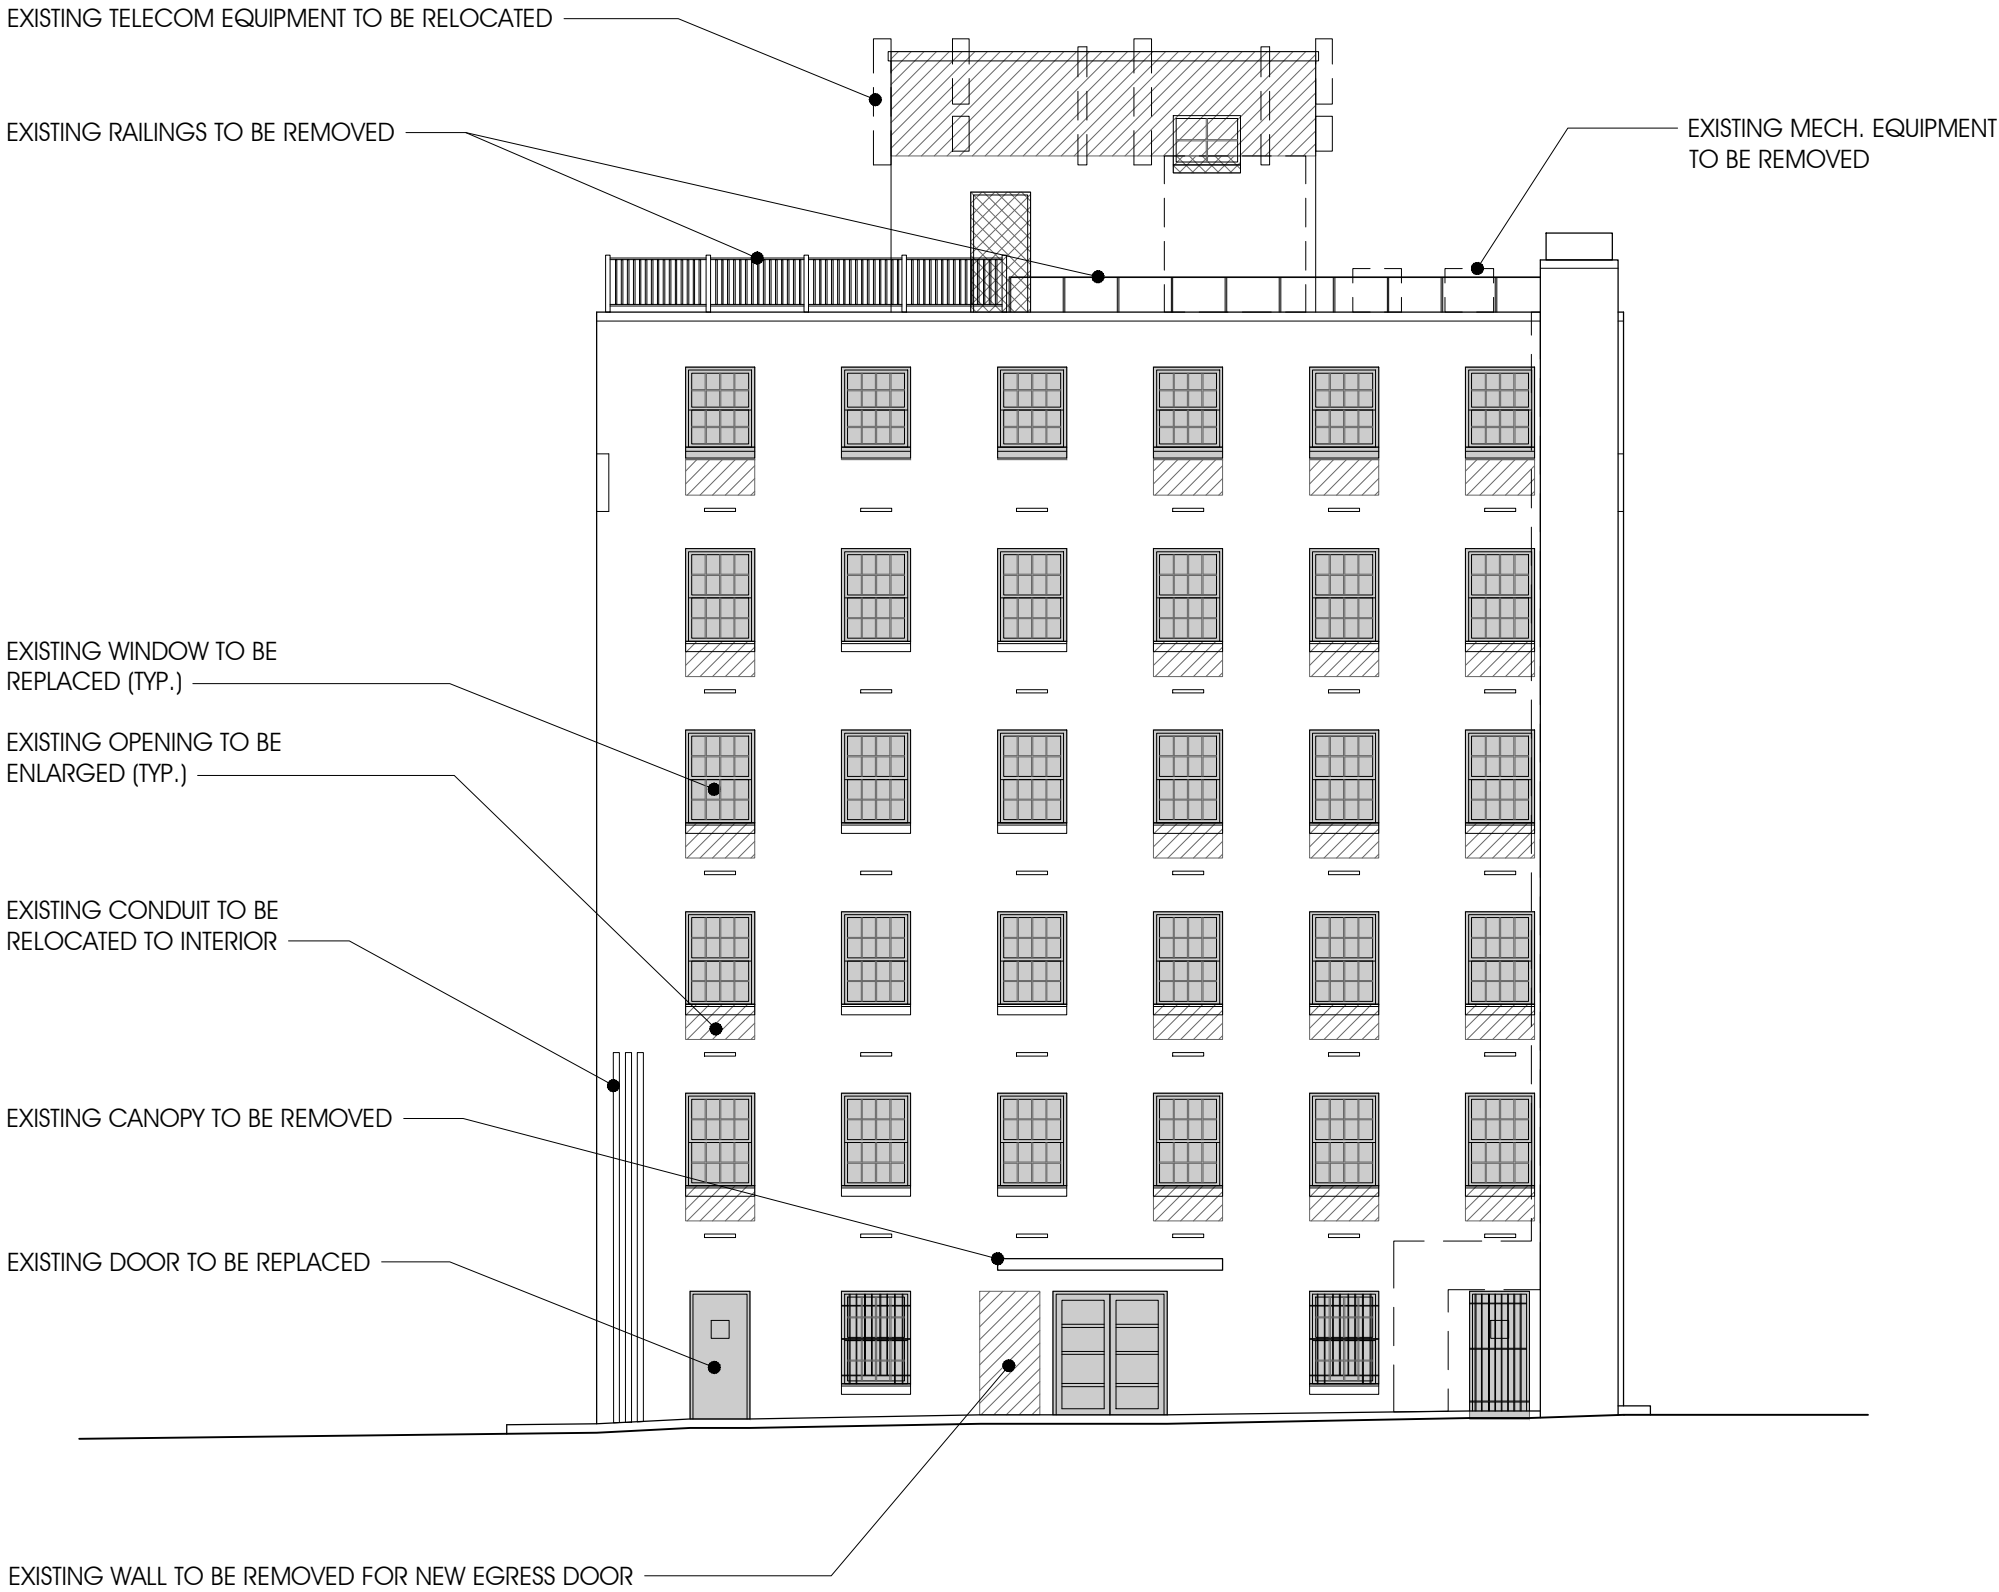 EXISTING TELECOM EQUIPMENT TO BE RELOCATED
EXISTING RAILINGS TO BE REMOVED
EXISTING MECH. EQUIPMENT
TO BE REMOVED
EXISTING WINDOW TO BE
REPLACED (TYP.)
EXISTING OPENING TO BE
ENLARGED (TYP.)
EXISTING CONDUIT TO BE
RELOCATED TO INTERIOR
EXISTING CANOPY TO BE REMOVED
EXISTING DOOR TO BE REPLACED
EXISTING WALL TO BE REMOVED FOR NEW EGRESS DOOR